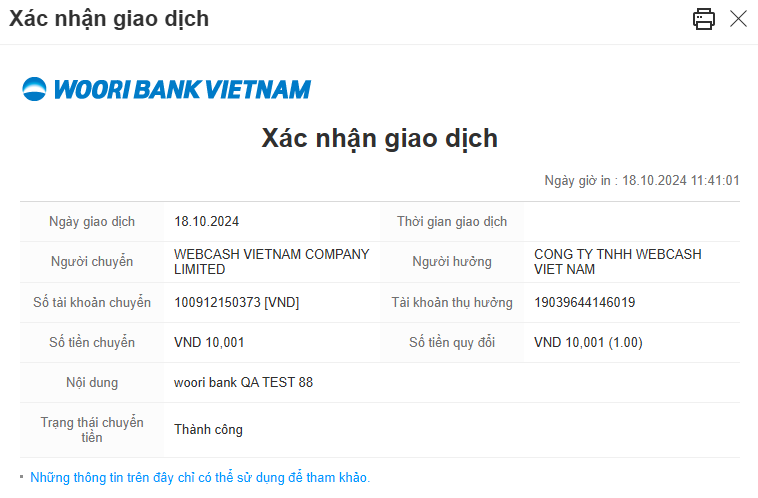 Xác nhận giao dịch
WOORI BANK VIETNAM
Xác nhận giao dịch
Ngày giờ in : 18.10.2024 11:41:01
Ngày giao dịch 18.10.2024 Thời gian giao dịch
Người chuyển WEBCASH VIETNAM COMPANY LIMITED Người hưởng CONG TY TNHH WEBCASH VIET NAM
Số tài khoản chuyển 100912150373 [VND] Tài khoản thụ hưởng 19039644146019
Số tiền chuyển VND 10,001 Số tiền quy đổi VND 10,001 (1.00)
Nội dung woori bank QA TEST 88
Trạng thái chuyển tiền Thành công
Những thông tin trên đây chỉ có thể sử dụng để tham khảo.